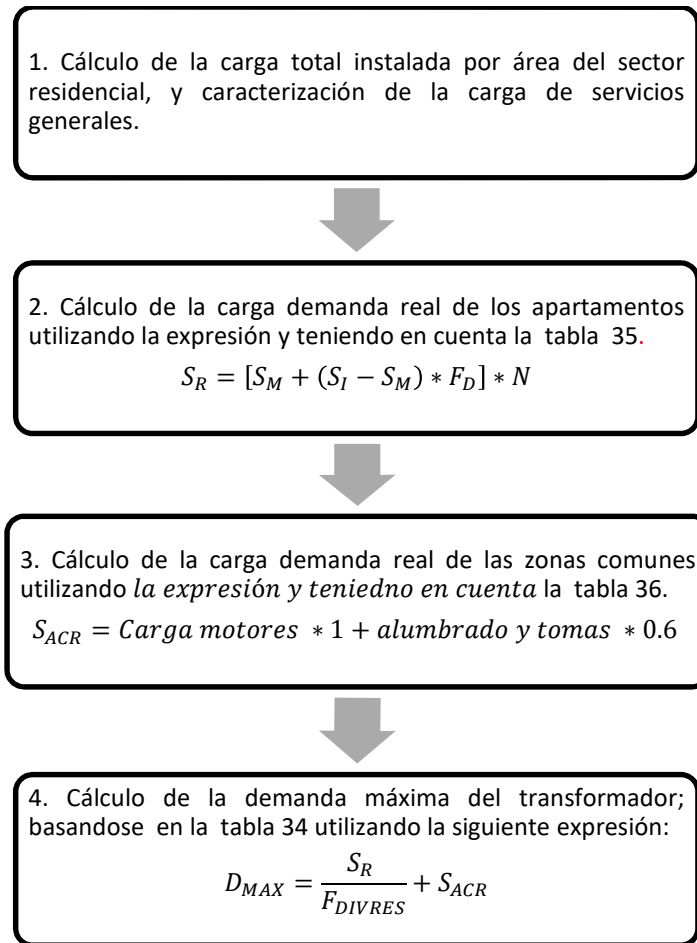 1. Cálculo de la carga total instalada por área del sector
residencial, y caracterización de la carga de servicios
generales.
2. Cálculo de la carga demanda real de los apartamentos
utilizando la expresión y teniendo en cuenta la tabla 35.
S_R = [S_M + (S_I − S_M) * F_D] * N
3. Cálculo de la carga demanda real de las zonas comunes
utilizando la expresión y teniedno en cuenta la tabla 36.
S_ACR = Carga motores * 1 + alumbrado y tomas * 0.6
4. Cálculo de la demanda máxima del transformador;
basandose en la tabla 34 utilizando la siguiente expresión:
D_MAX = S_R / F_DIVRES + S_ACR